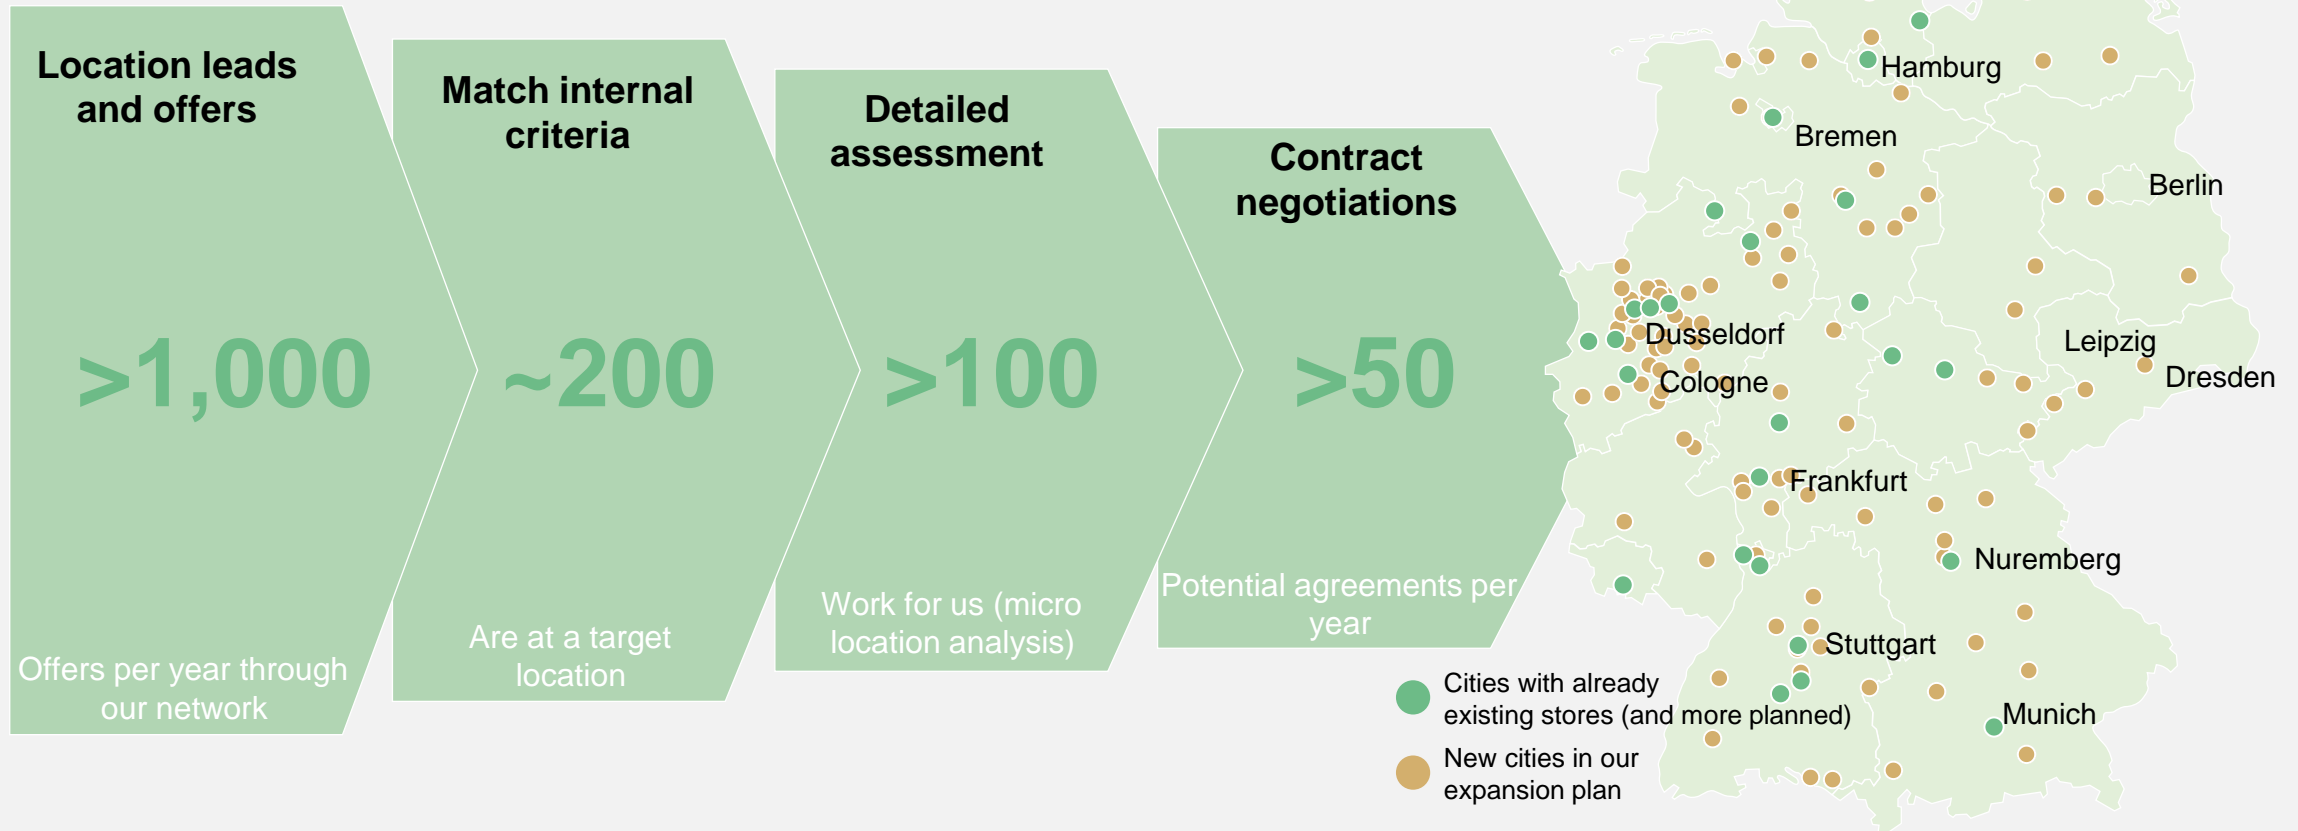 Location leads
and offers
>1,000
Offers per year through
our network
Match internal
criteria
~200
Are at a target
location
Detailed
assessment
>100
Work for us (micro
location analysis)
Contract
negotiations
>50
Potential agreements per
year
Hamburg
Bremen
Berlin
Dusseldorf
Leipzig
Cologne
Dresden
Frankfurt
Nuremberg
Stuttgart
Munich
Cities with already
existing stores (and more planned)
New cities in our
expansion plan